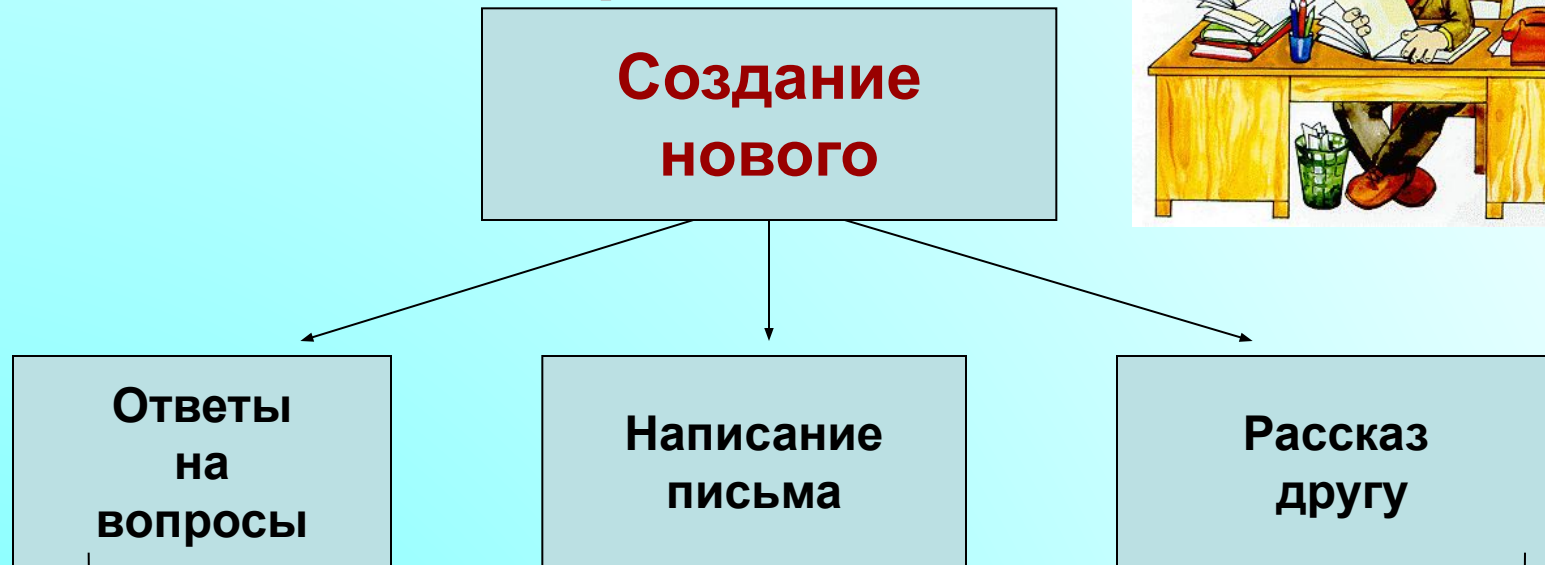 Создание
нового
Ответы
на
вопросы
Написание
письма
Рассказ
другу